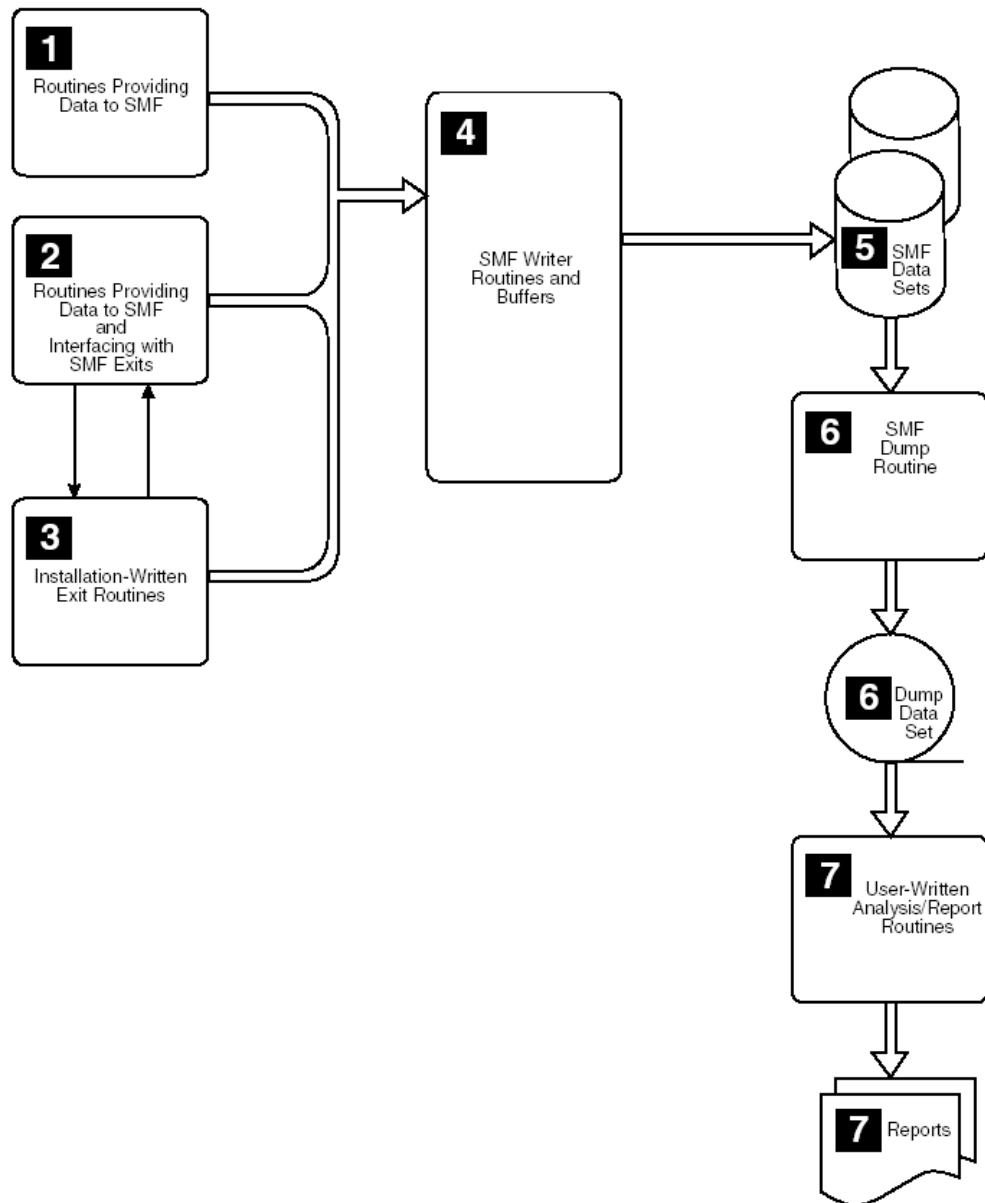 1
Routines Providing
Data to SMF
2
Routines Providing
Data to SMF
and
Interfacing with
SMF Exits
3
Installation-Written
Exit Routines
4
SMF Writer
Routines and
Buffers
5
SMF
Data
Sets
6
SMF
Dump
Routine
6
Dump
Data
Set
7
User-Written
Analysis/Report
Routines
7
Reports